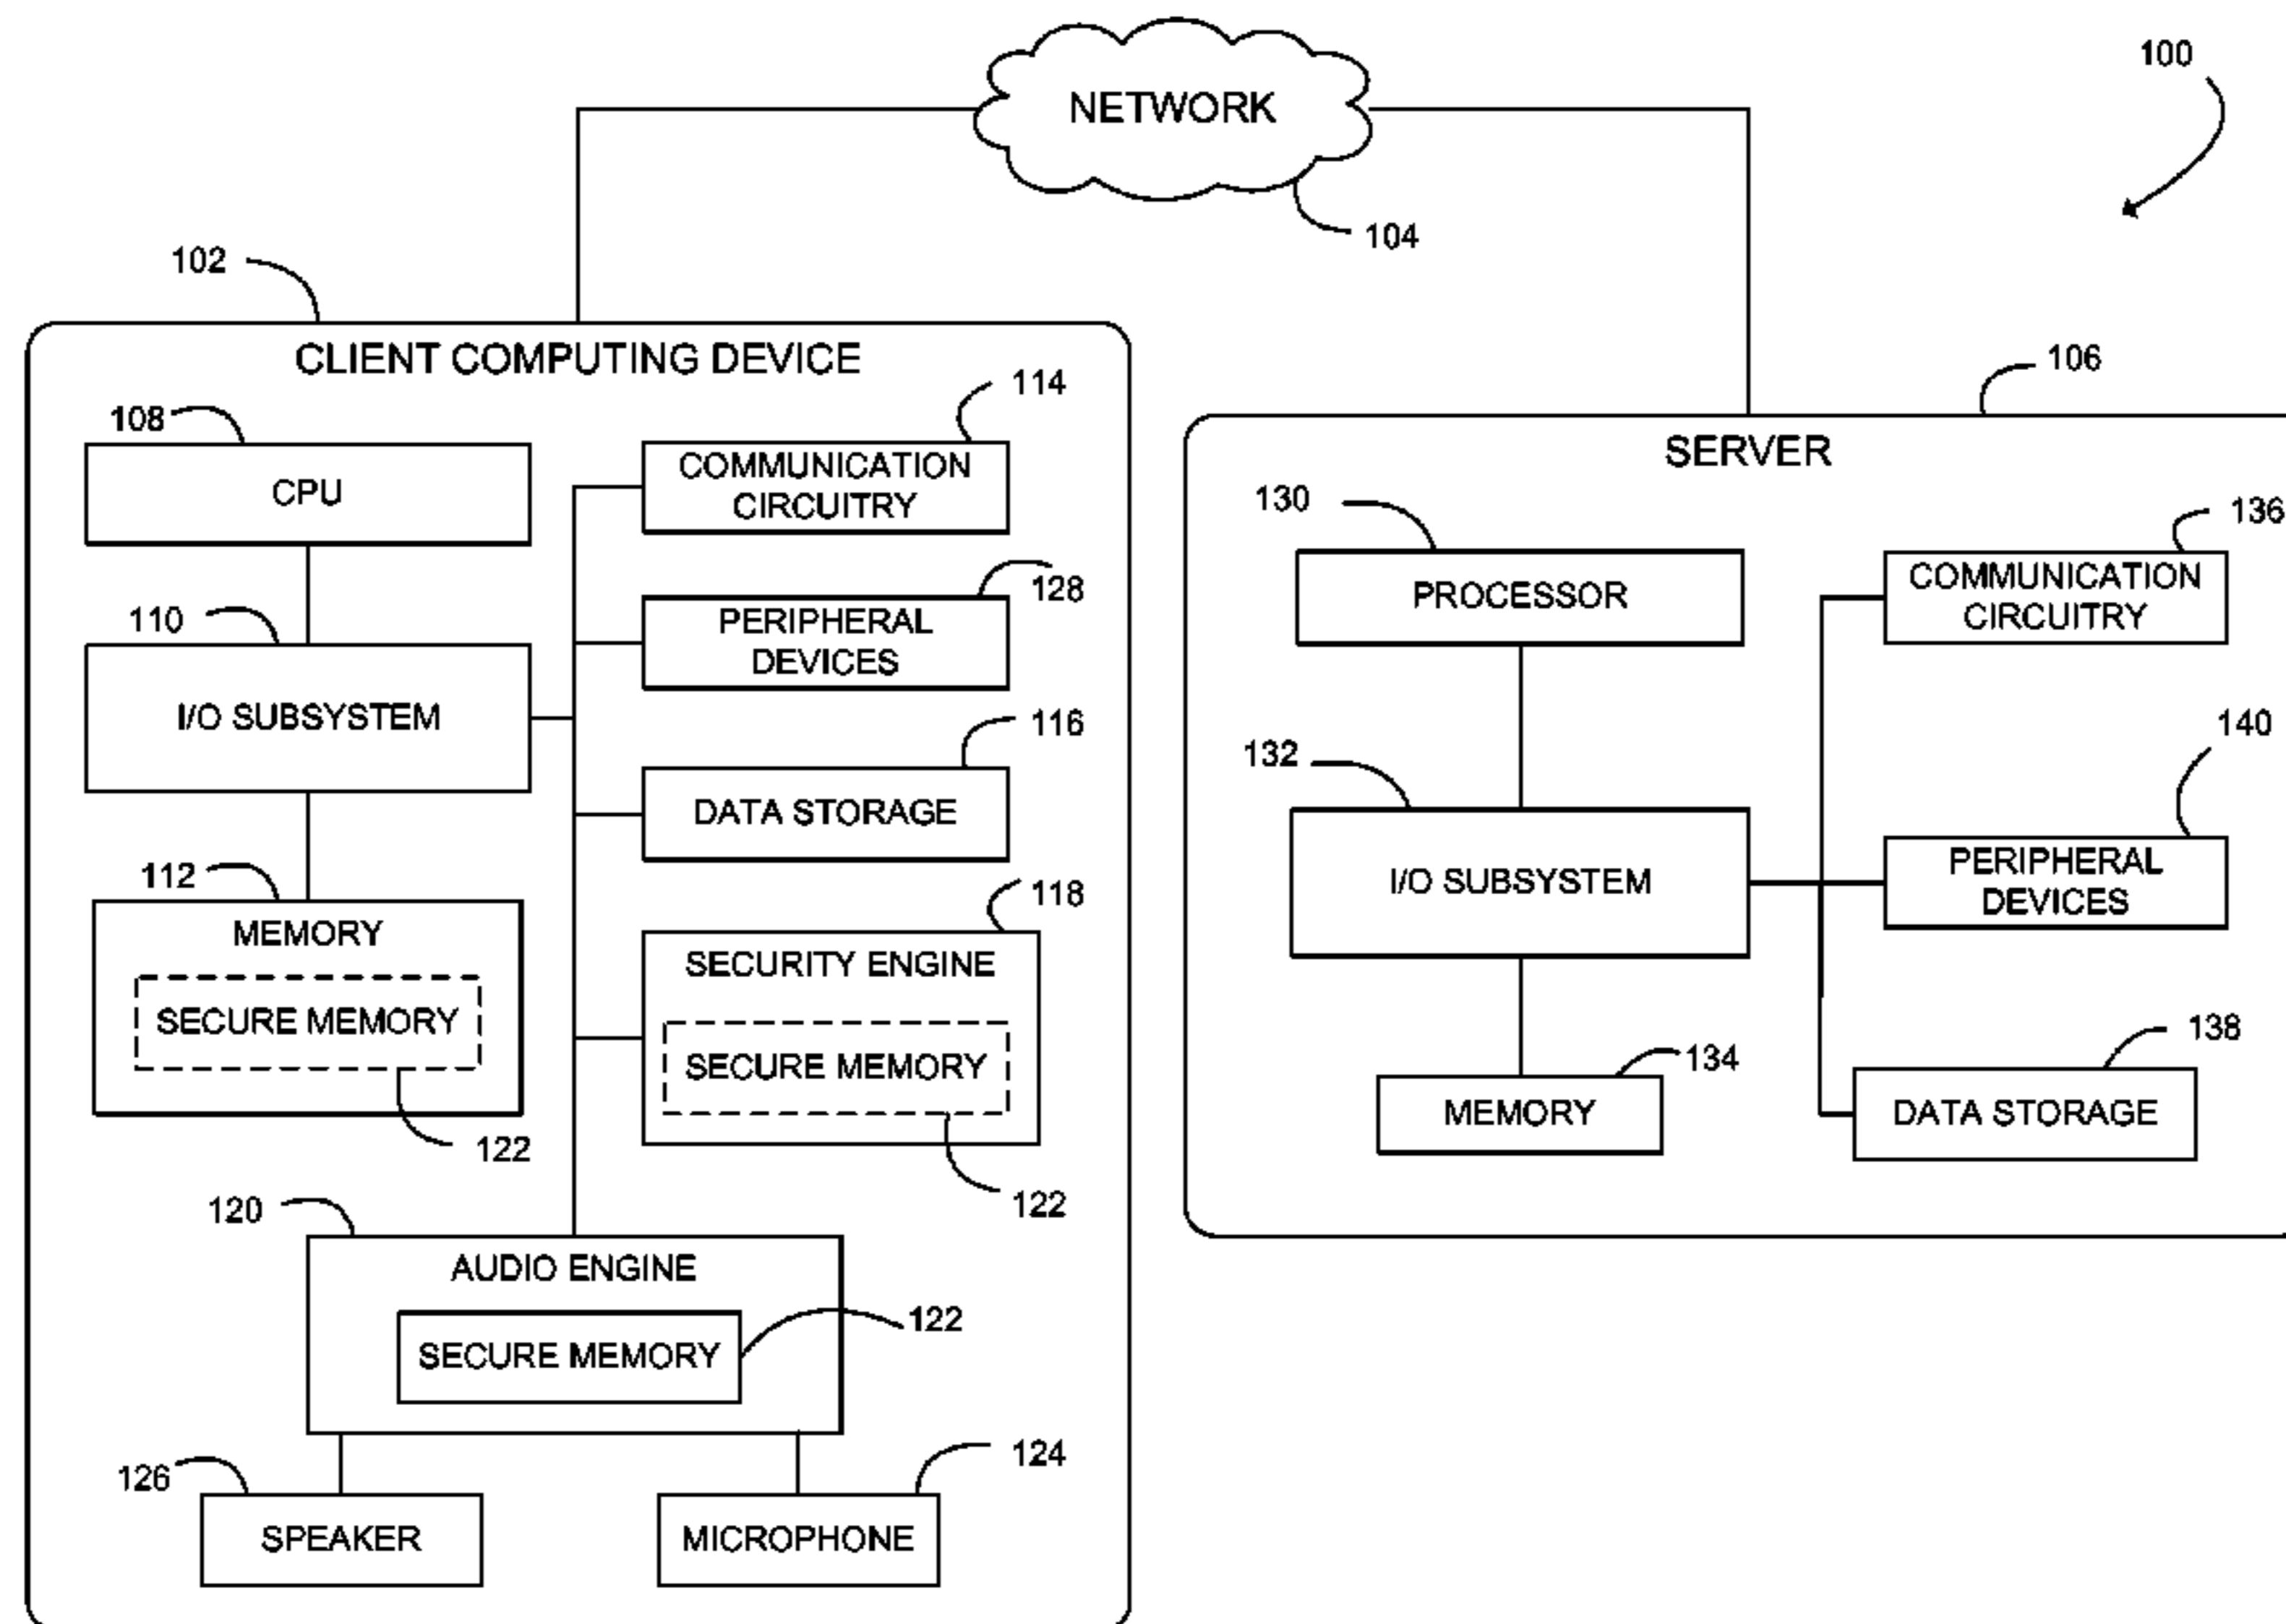 100
NETWORK
104
102
CLIENT COMPUTING DEVICE
108
CPU
114
COMMUNICATION
CIRCUITRY
110
I/O SUBSYSTEM
128
PERIPHERAL
DEVICES
116
DATA STORAGE
112
MEMORY
SECURE MEMORY
122
118
SECURITY ENGINE
SECURE MEMORY
122
120
AUDIO ENGINE
SECURE MEMORY
122
126
SPEAKER
124
MICROPHONE
106
SERVER
130
PROCESSOR
136
COMMUNICATION
CIRCUITRY
132
I/O SUBSYSTEM
140
PERIPHERAL
DEVICES
134
MEMORY
138
DATA STORAGE